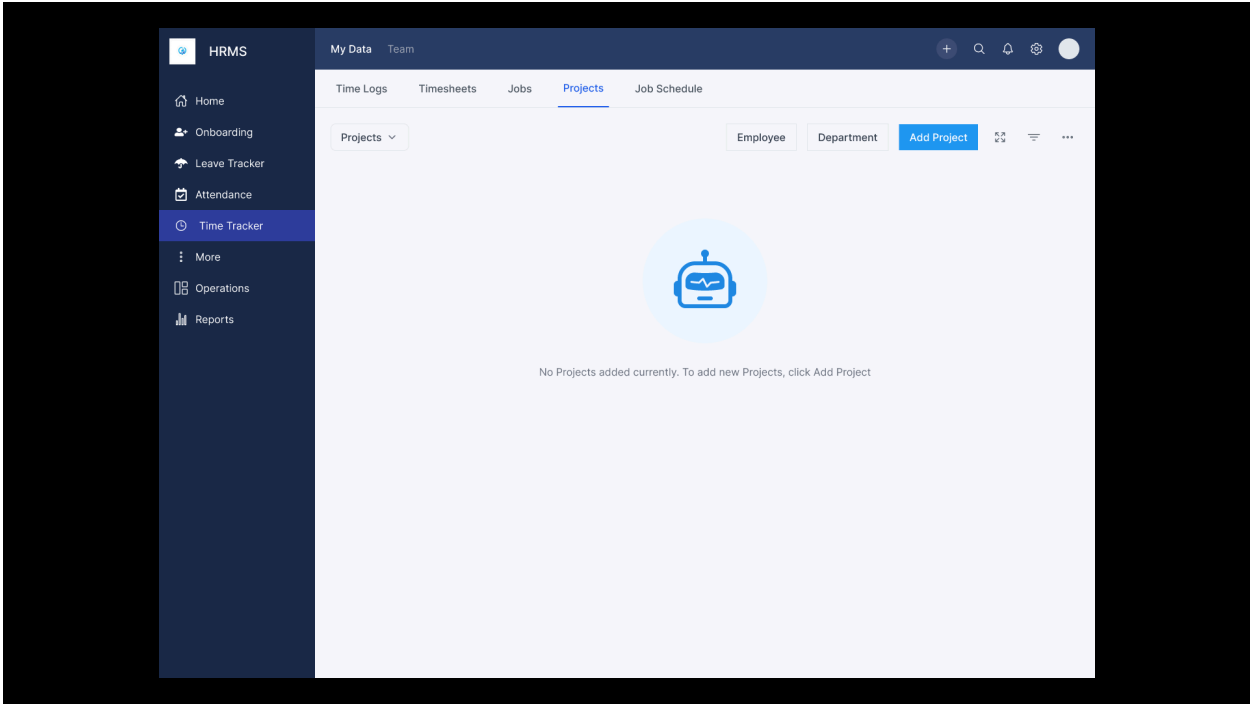 HRMS
My Data Team
Home
Onboarding
Leave Tracker
Attendance
Time Tracker
More
Operations
Reports
Time Logs Timesheets Jobs Projects Job Schedule
Projects
Employee Department Add Project
No Projects added currently. To add new Projects, click Add Project